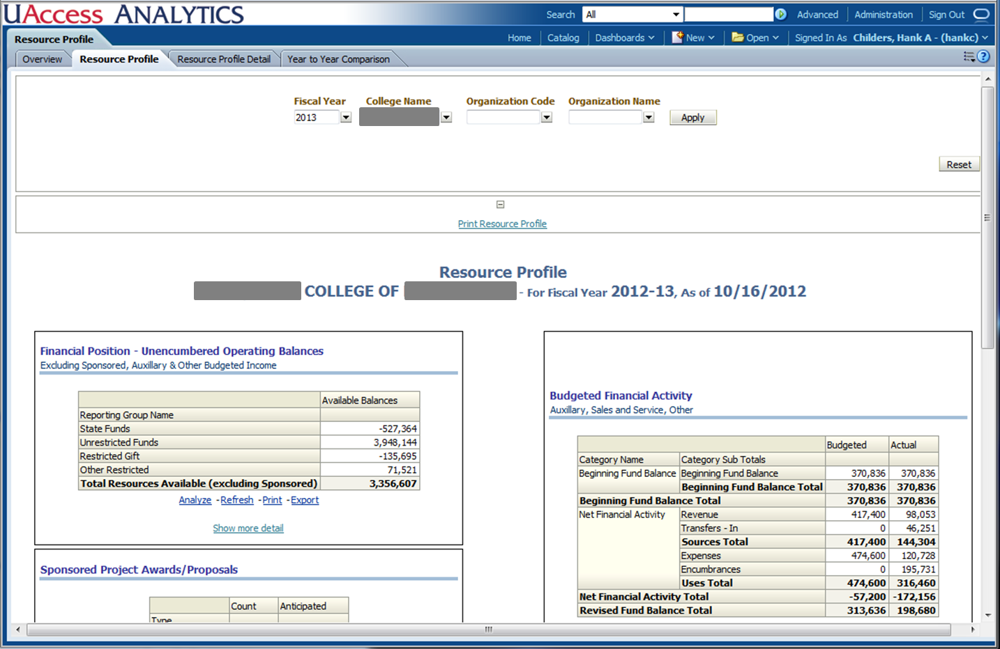 UAccess ANALYTICS
Search All Advanced Administration Sign Out
Resource Profile
Home Catalog Dashboards New Open Signed In As Childers, Hank A - (hankc)
Overview Resource Profile Resource Profile Detail Year to Year Comparison
Fiscal Year College Name Organization Code Organization Name
2013 Apply
Reset
Print Resource Profile
Resource Profile
COLLEGE OF - For Fiscal Year 2012-13, As of 10/16/2012
Financial Position - Unencumbered Operating Balances
Excluding Sponsored, Auxillary & Other Budgeted Income
Available Balances
Reporting Group Name
State Funds -527,364
Unrestricted Funds 3,948,144
Restricted Gift -135,695
Other Restricted 71,521
Total Resources Available (excluding Sponsored) 3,356,607
Analyze - Refresh - Print - Export
Show more detail
Sponsored Project Awards/Proposals
Count Anticipated
Type
Budgeted Financial Activity
Auxillary, Sales and Service, Other
Budgeted Actual
Category Name Category Sub Totals
Beginning Fund Balance Beginning Fund Balance 370,836 370,836
Beginning Fund Balance Total 370,836 370,836
Beginning Fund Balance Total 370,836 370,836
Net Financial Activity Revenue 417,400 98,053
Transfers - In 0 46,251
Sources Total 417,400 144,304
Expenses 474,600 120,728
Encumbrances 0 195,731
Uses Total 474,600 316,460
Net Financial Activity Total -57,200 -172,156
Revised Fund Balance Total 313,636 198,680